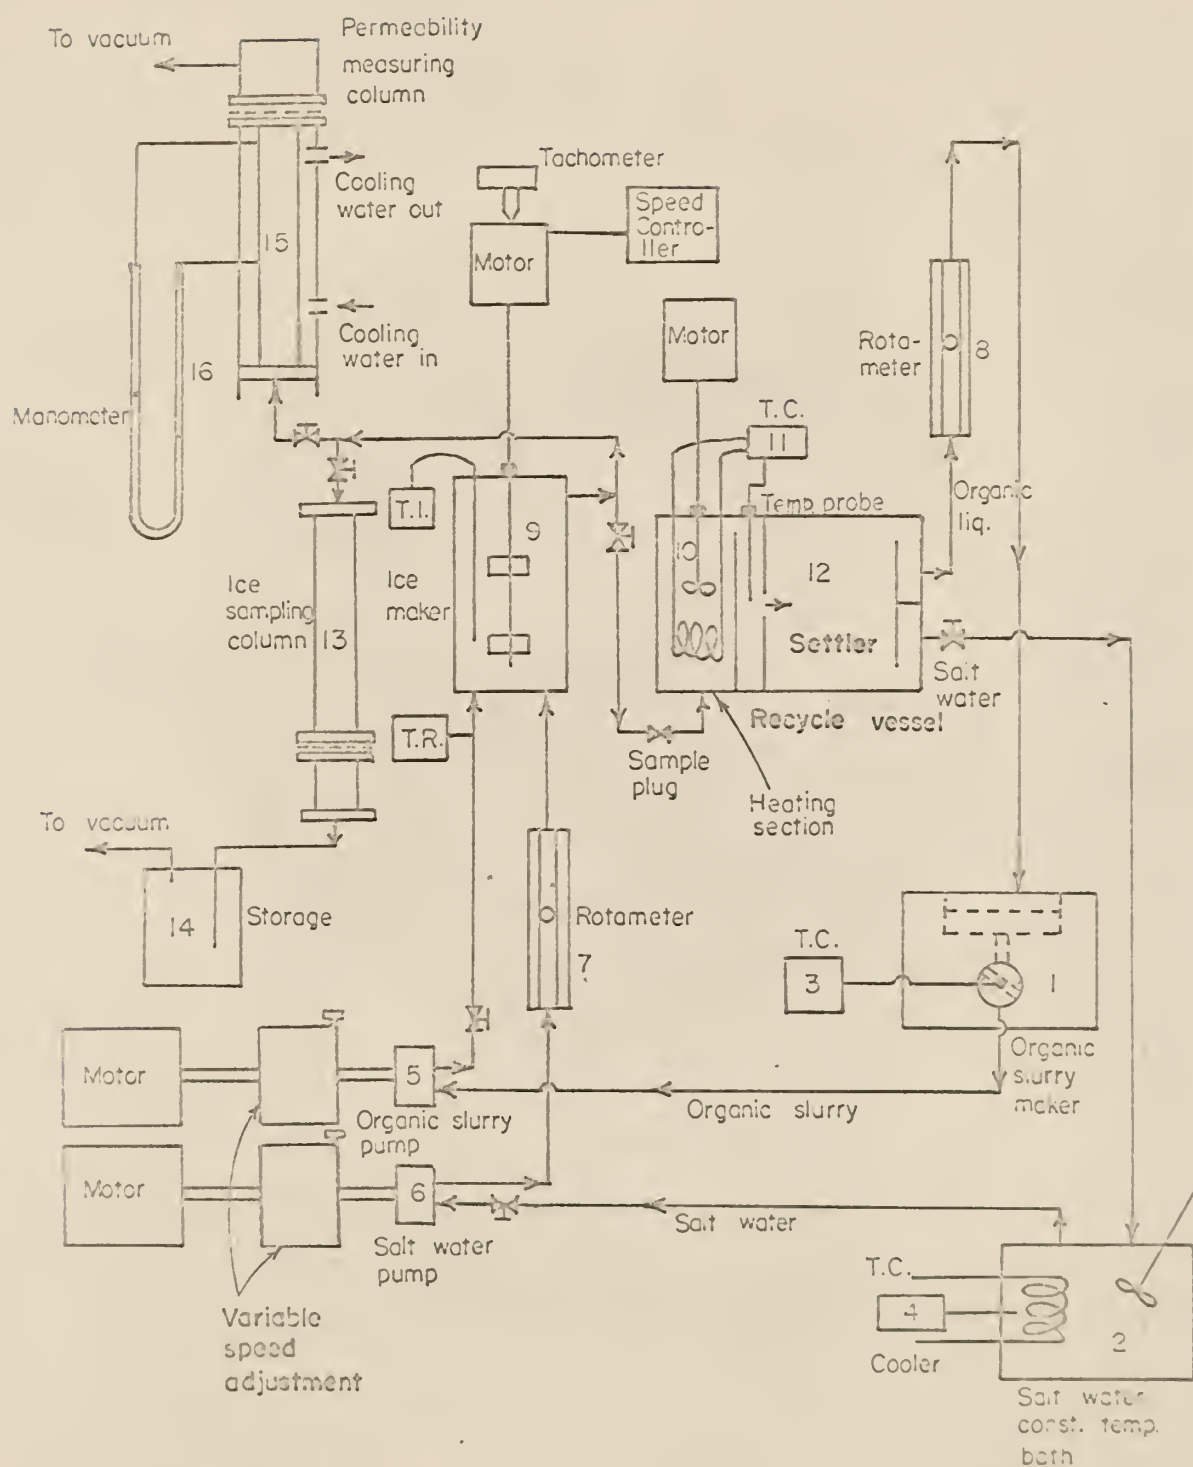 To vacuum
Permeability
measuring
column
Tachometer
Cooling
water out
Speed
Contro-
ller
15
Motor
Motor
Rota-
meter
8
Cooling
water in
16
Manometer
T.C.
11
T.I.
9
Temp. probe
Organic
liq.
10
12
Ice
maker
Ice
sampling
column
13
Settler
Salt
water
Recycle vessel
T.R.
Sample
plug
Heating
section
To vacuum
14
Storage
Rotameter
7
T.C.
3
1
Organic
slurry
maker
Motor
5
Organic slurry
pump
Organic slurry
Motor
6
Salt water
pump
Salt water
T.C.
4
Cooler
2
Variable
speed
adjustment
Salt water
const. temp.
bath